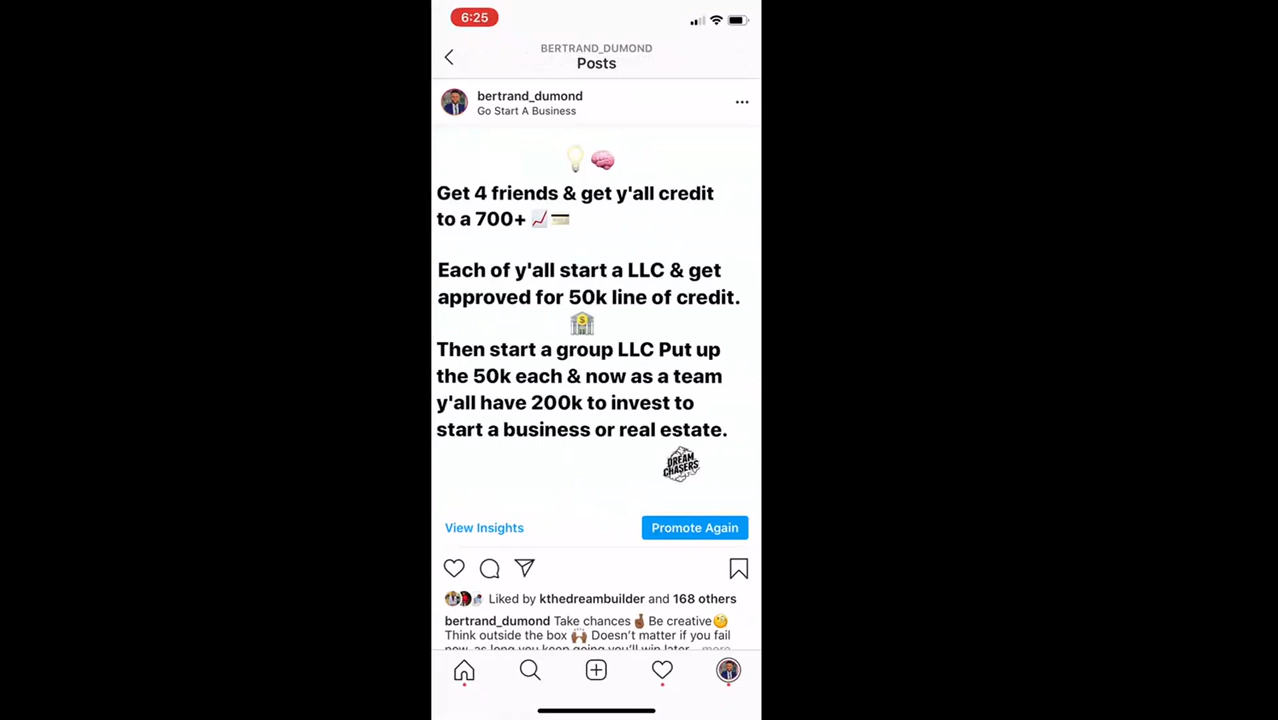 6:25
BERTRAND_DUMOND
Posts
bertrand_dumond
Go Start A Business
Get 4 friends & get y'all credit
to a 700+
Each of y'all start a LLC & get
approved for 50k line of credit.
Then start a group LLC Put up
the 50k each & now as a team
y'all have 200k to invest to
start a business or real estate.
DREAM
CHASERS
View Insights
Promote Again
Liked by kthedreambuilder and 168 others
bertrand_dumond Take chances Be creative
Think outside the box Doesn't matter if you fail
now, as long you keep going you'll win later... more